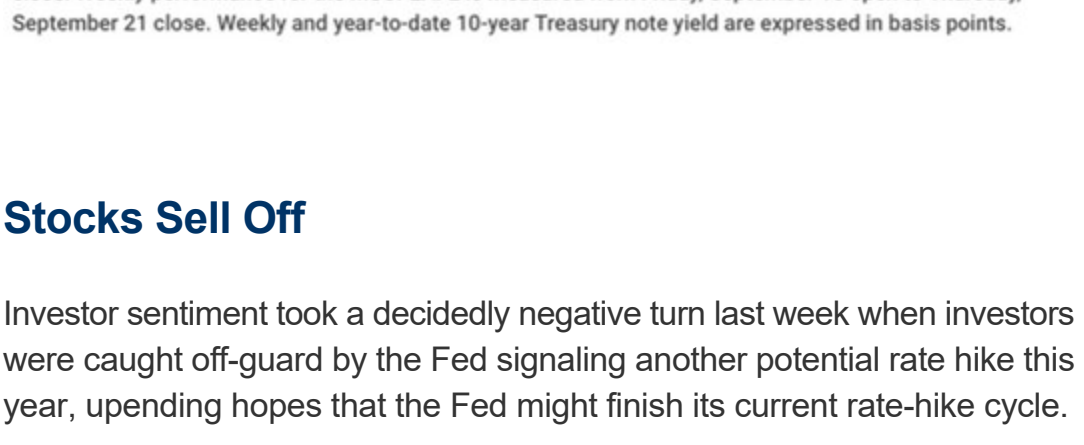 September 21 close. Weekly and year-to-date 10-year Treasury note yield are expressed in basis points.
Stocks Sell Off
Investor sentiment took a decidedly negative turn last week when investors
were caught off-guard by the Fed signaling another potential rate hike this
year, upending hopes that the Fed might finish its current rate-hike cycle.